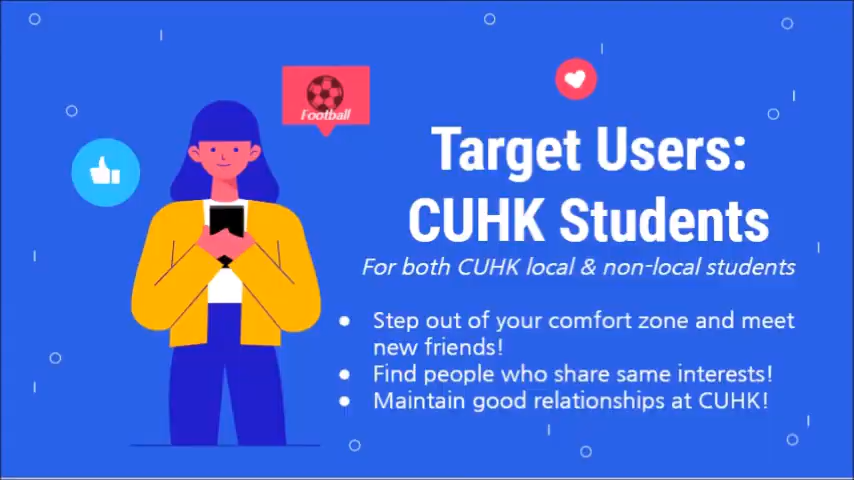 Football
Target Users:
CUHK Students
For both CUHK local & non-local students
● Step out of your comfort zone and meet
new friends!
● Find people who share same interests!
● Maintain good relationships at CUHK!